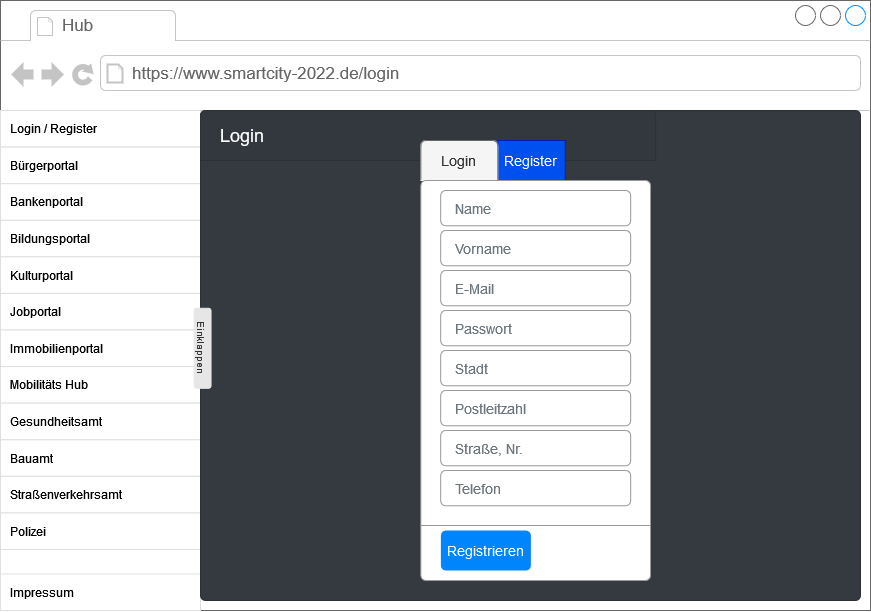 Hub
https://www.smartcity-2022.de/login
Login / Register
Bürgerportal
Bankenportal
Bildungsportal
Kulturportal
Jobportal
Immobilienportal
Mobilitäts Hub
Gesundheitsamt
Bauamt
Straßenverkehrsamt
Polizei
Impressum
Einklappen
Login
Login
Register
Name
Vorname
E-Mail
Passwort
Stadt
Postleitzahl
Straße, Nr.
Telefon
Registrieren